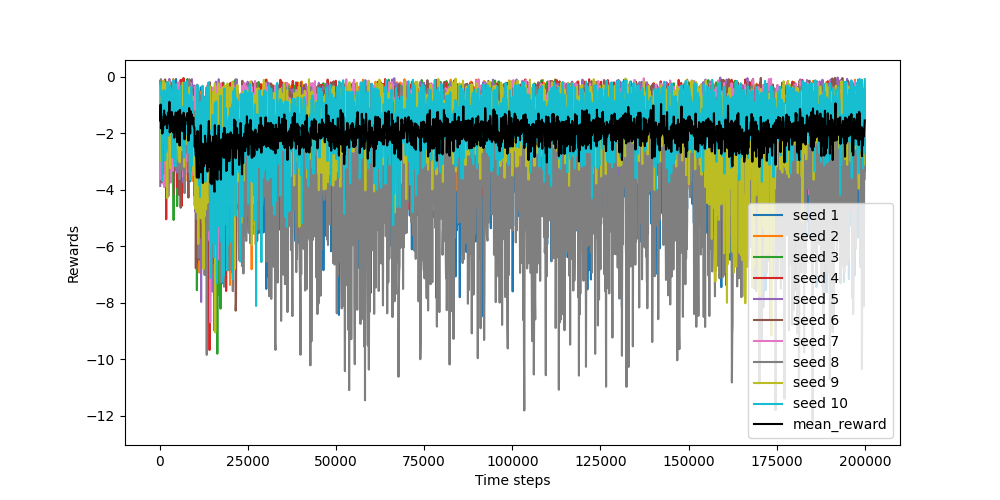 0
−2
−4
−6
−8
−10
−12
Rewards
0
25000
50000
75000
100000
125000
150000
175000
200000
Time steps
seed 1
seed 2
seed 3
seed 4
seed 5
seed 6
seed 7
seed 8
seed 9
seed 10
mean_reward